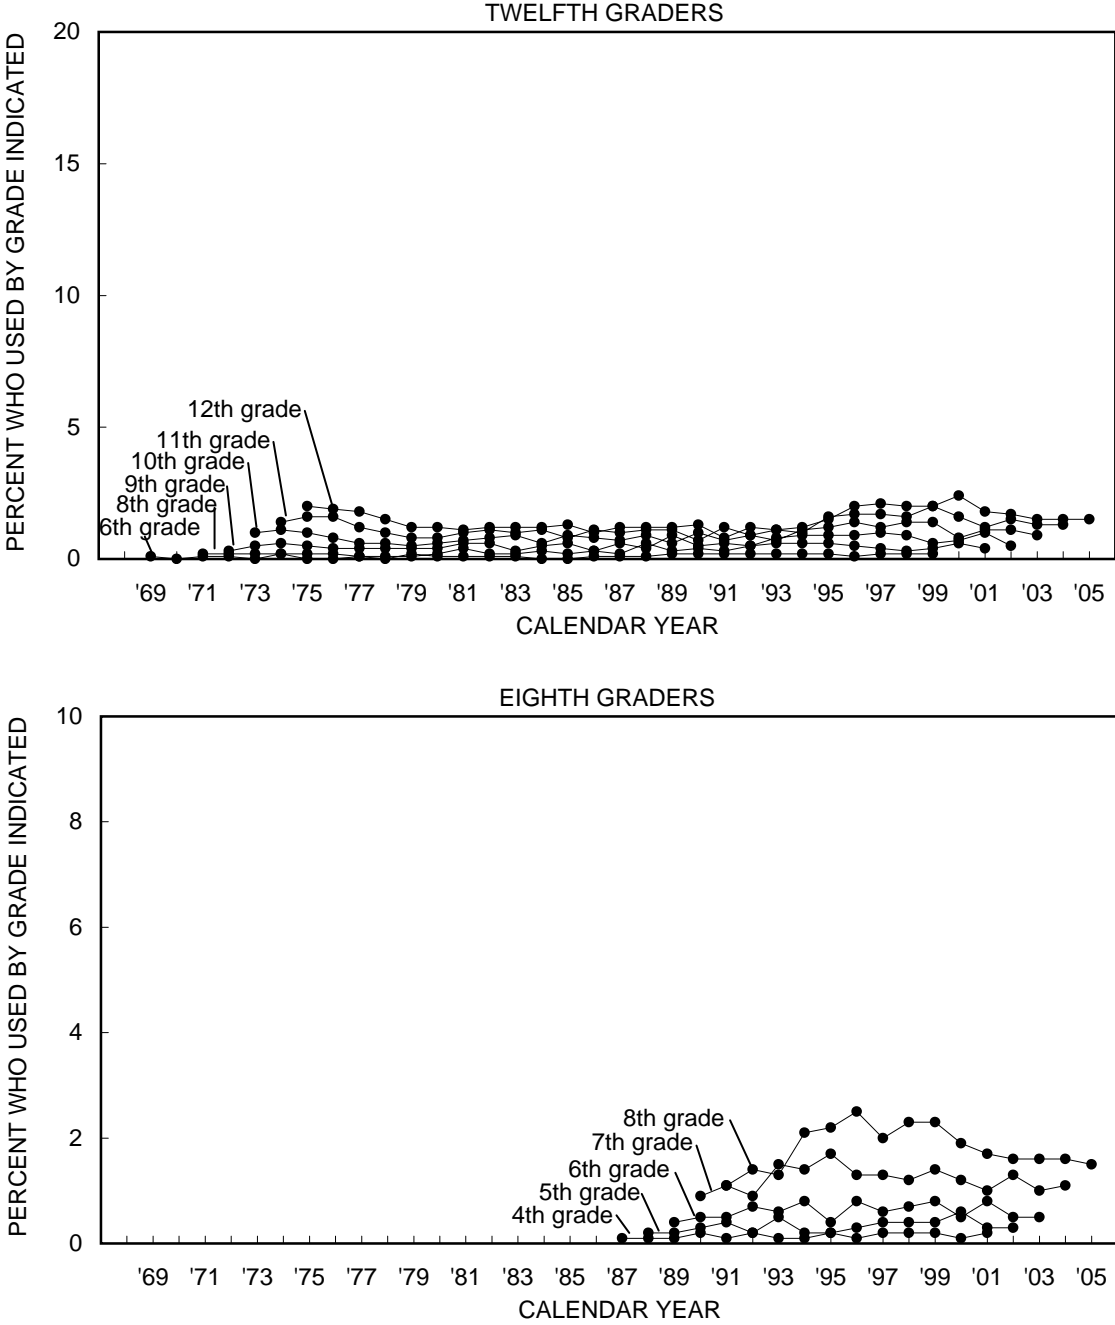 TWELFTH GRADERS
PERCENT WHO USED BY GRADE INDICATED
20
15
10
5
0
12th grade
11th grade
10th grade
9th grade
8th grade
6th grade
'69 '71 '73 '75 '77 '79 '81 '83 '85 '87 '89 '91 '93 '95 '97 '99 '01 '03 '05
CALENDAR YEAR
EIGHTH GRADERS
PERCENT WHO USED BY GRADE INDICATED
10
8
6
4
2
0
8th grade
7th grade
6th grade
5th grade
4th grade
'69 '71 '73 '75 '77 '79 '81 '83 '85 '87 '89 '91 '93 '95 '97 '99 '01 '03 '05
CALENDAR YEAR